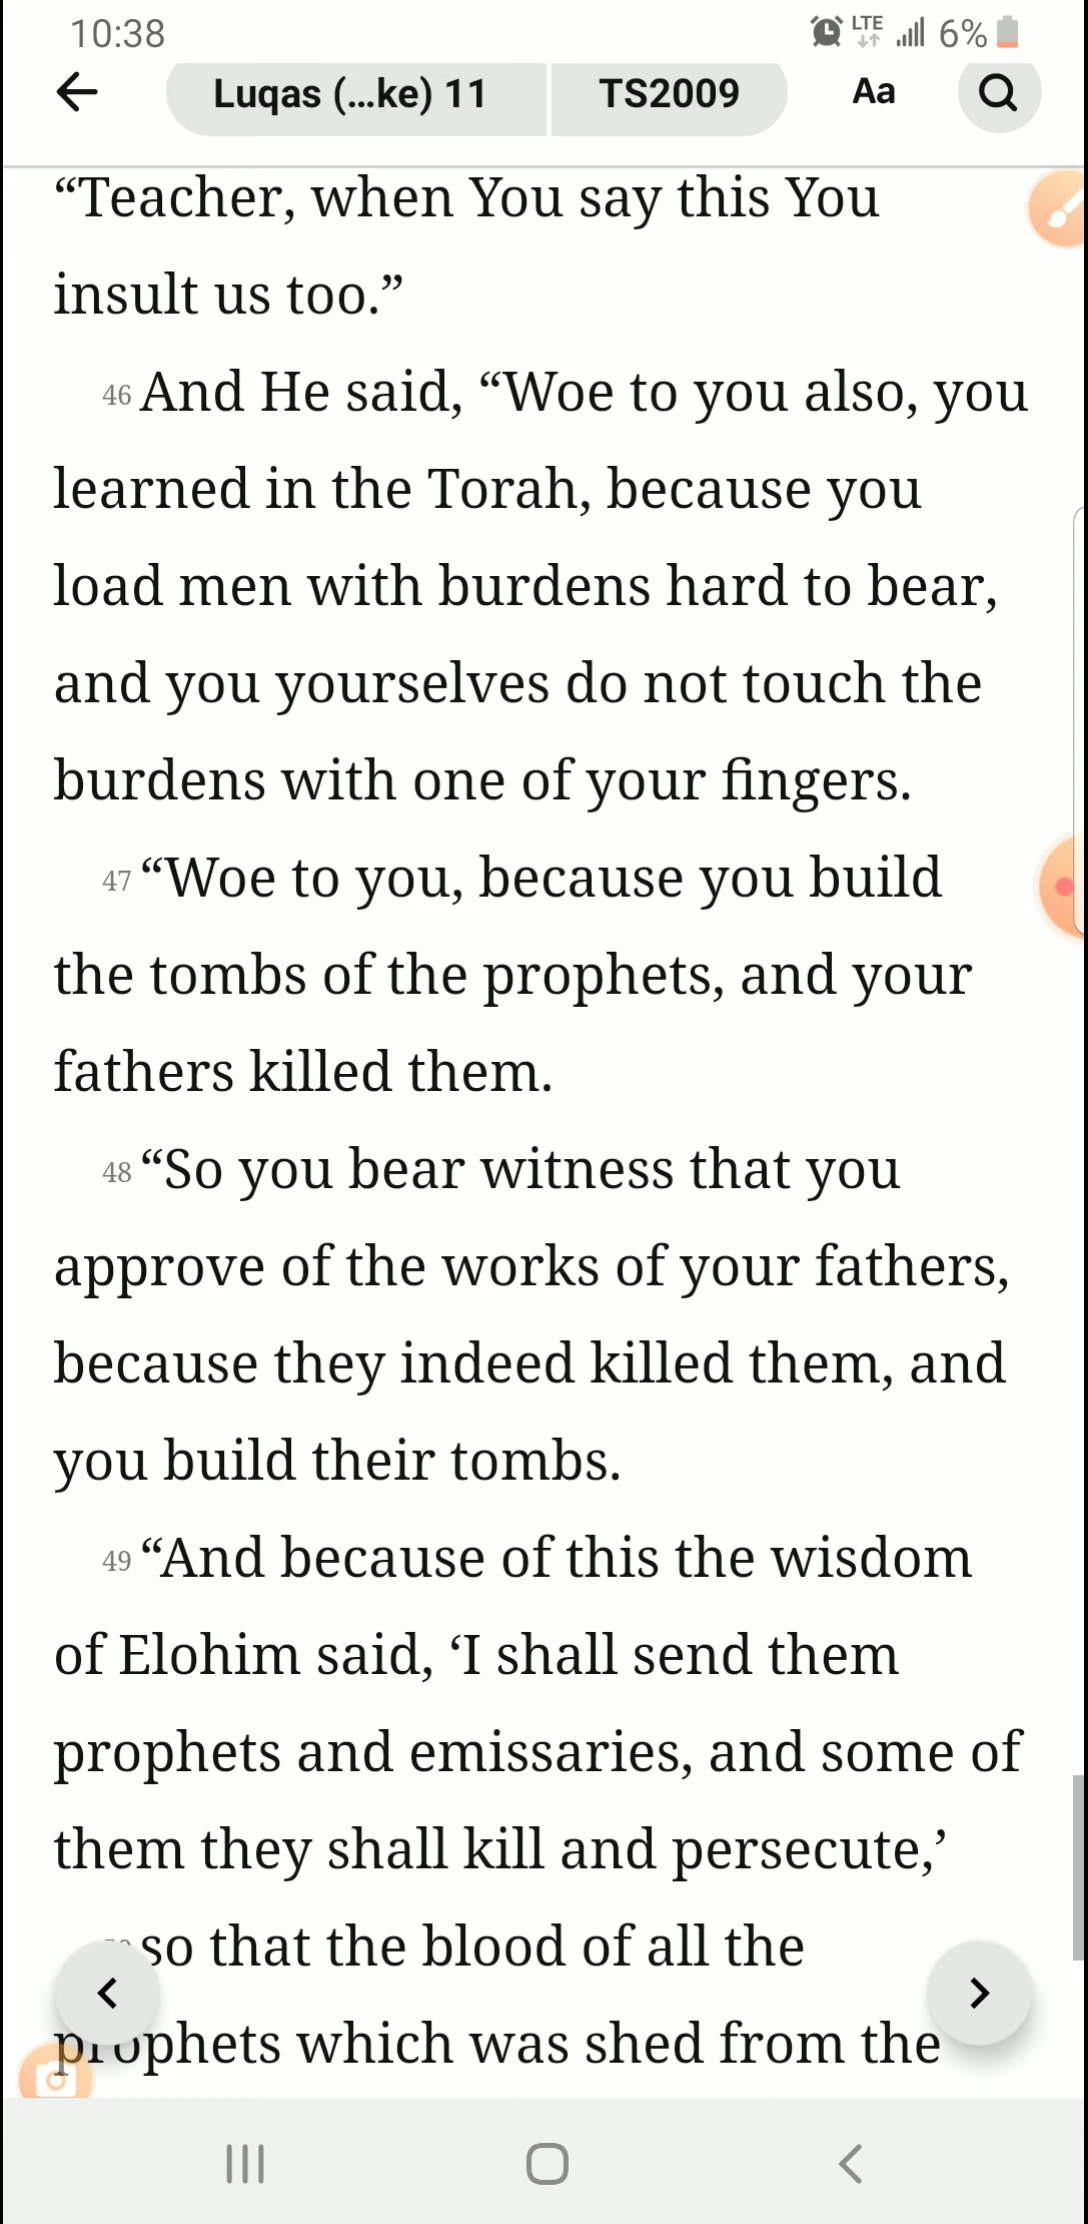 10:38 LTE 6%
Luqas (...ke) 11 TS2009 Aa
“Teacher, when You say this You
insult us too.”
46 And He said, “Woe to you also, you
learned in the Torah, because you
load men with burdens hard to bear,
and you yourselves do not touch the
burdens with one of your fingers.
47 “Woe to you, because you build
the tombs of the prophets, and your
fathers killed them.
48 “So you bear witness that you
approve of the works of your fathers,
because they indeed killed them, and
you build their tombs.
49 “And because of this the wisdom
of Elohim said, ‘I shall send them
prophets and emissaries, and some of
them they shall kill and persecute,’
so that the blood of all the
prophets which was shed from the